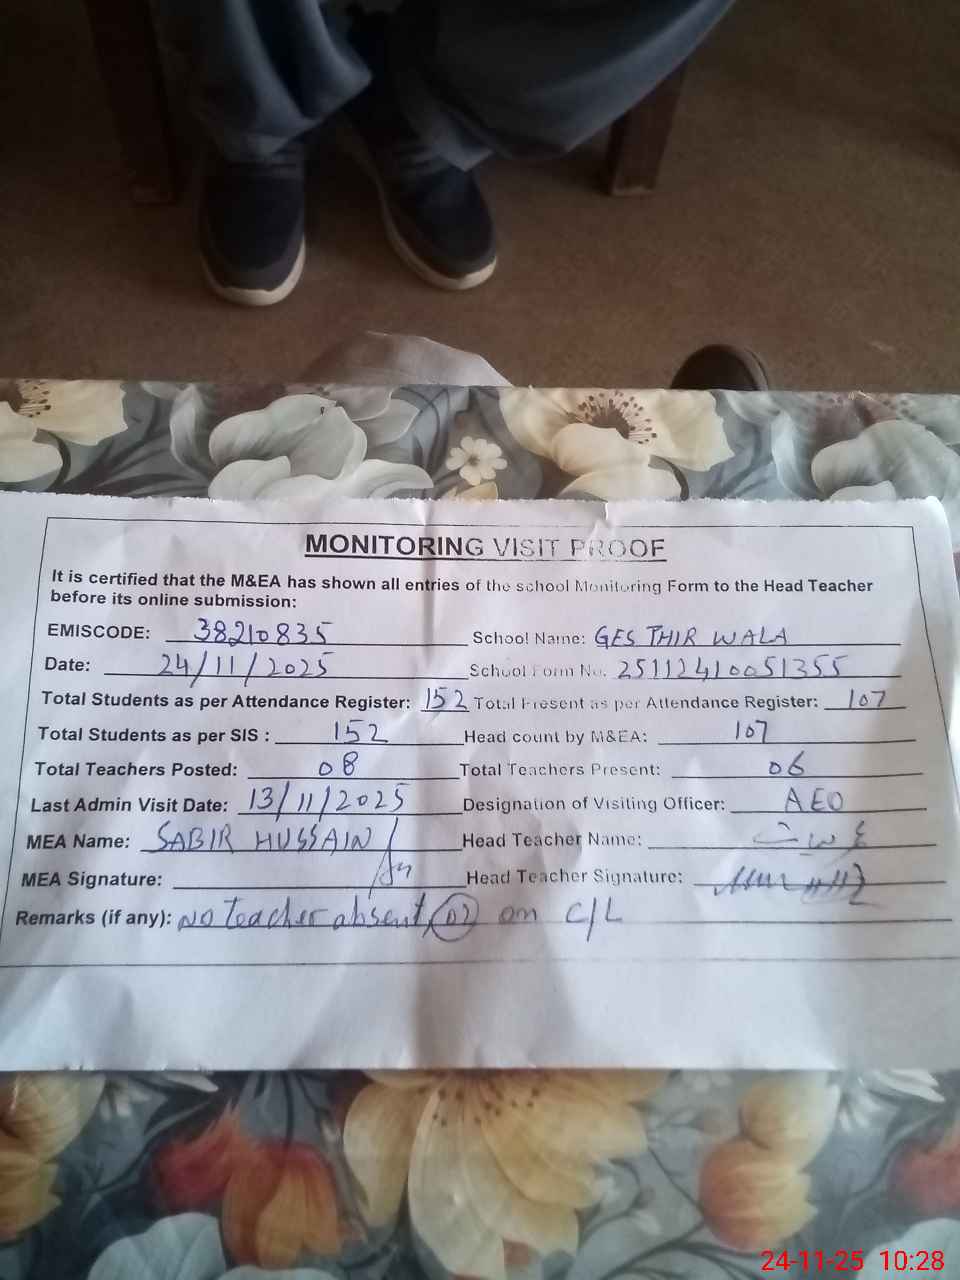 MONITORING VISIT PROOF
It is certified that the M&EA has shown all entries of the school Monitoring Form to the Head Teacher
before its online submission:
EMISCODE: 38210835 School Name: GES THIR WALA
Date: 24/11/2025 School Form No. 25112410051355
Total Students as per Attendance Register: 152 Total Present as per Attendance Register: 107
Total Students as per SIS : 152 Head count by M&EA: 107
Total Teachers Posted: 08 Total Teachers Present: 06
Last Admin Visit Date: 13/11/2025 Designation of Visiting Officer: AEO
MEA Name: SABIR HUSSAIN Head Teacher Name:
MEA Signature: Head Teacher Signature:
Remarks (if any): No teacher absent, 02 on C/L
24-11-25 10:28